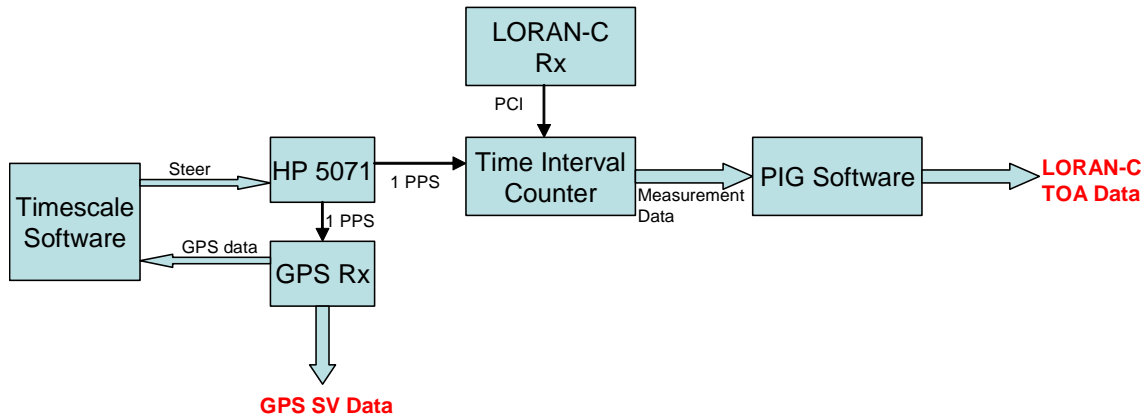 LORAN-C
Rx
PCI
Steer
HP 5071
1 PPS
Time Interval
Counter
Measurement
Data
PIG Software
LORAN-C
TOA Data
Timescale
Software
1 PPS
GPS data
GPS Rx
GPS SV Data